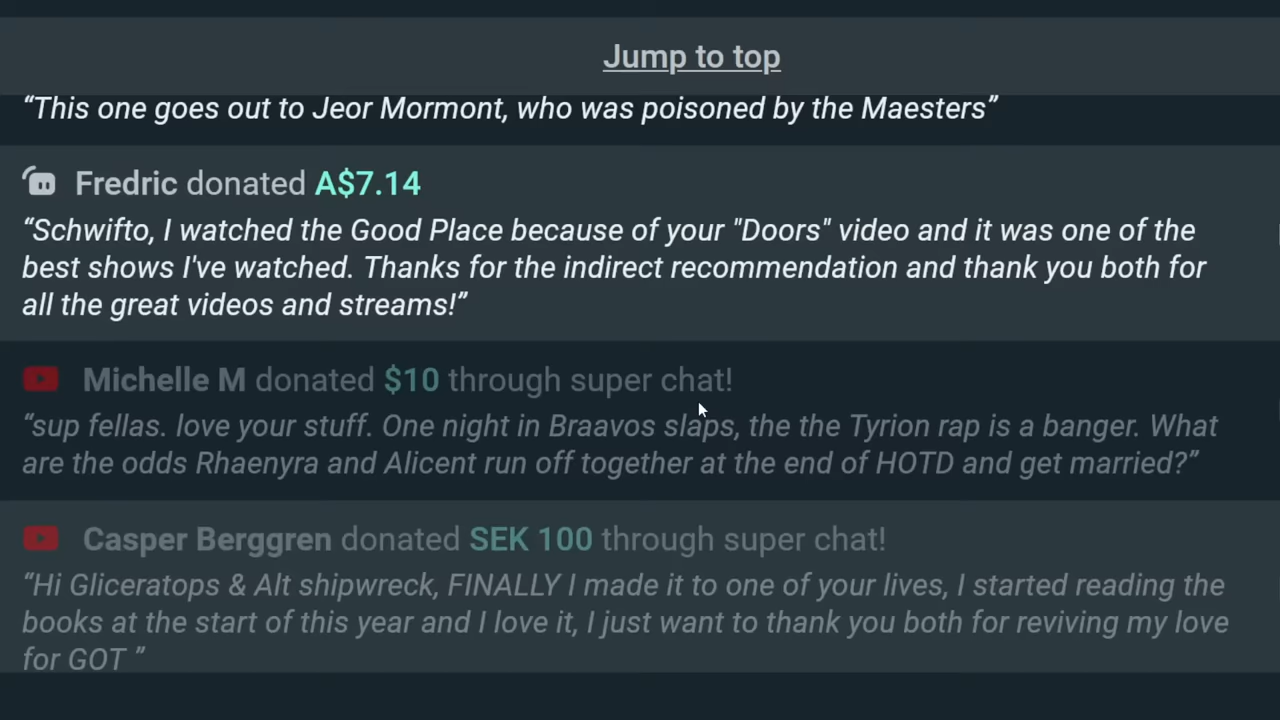 Jump to top
“This one goes out to Jeor Mormont, who was poisoned by the Maesters”
Fredric donated A$7.14
“Schwifto, I watched the Good Place because of your "Doors" video and it was one of the
best shows I've watched. Thanks for the indirect recommendation and thank you both for
all the great videos and streams!”
Michelle M donated $10 through super chat!
“sup fellas. love your stuff. One night in Braavos slaps, the the Tyrion rap is a banger. What
are the odds Rhaenyra and Alicent run off together at the end of HOTD and get married?”
Casper Berggren donated SEK 100 through super chat!
“Hi Gliceratops & Alt shipwreck, FINALLY I made it to one of your lives, I started reading the
books at the start of this year and I love it, I just want to thank you both for reviving my love
for GOT ”